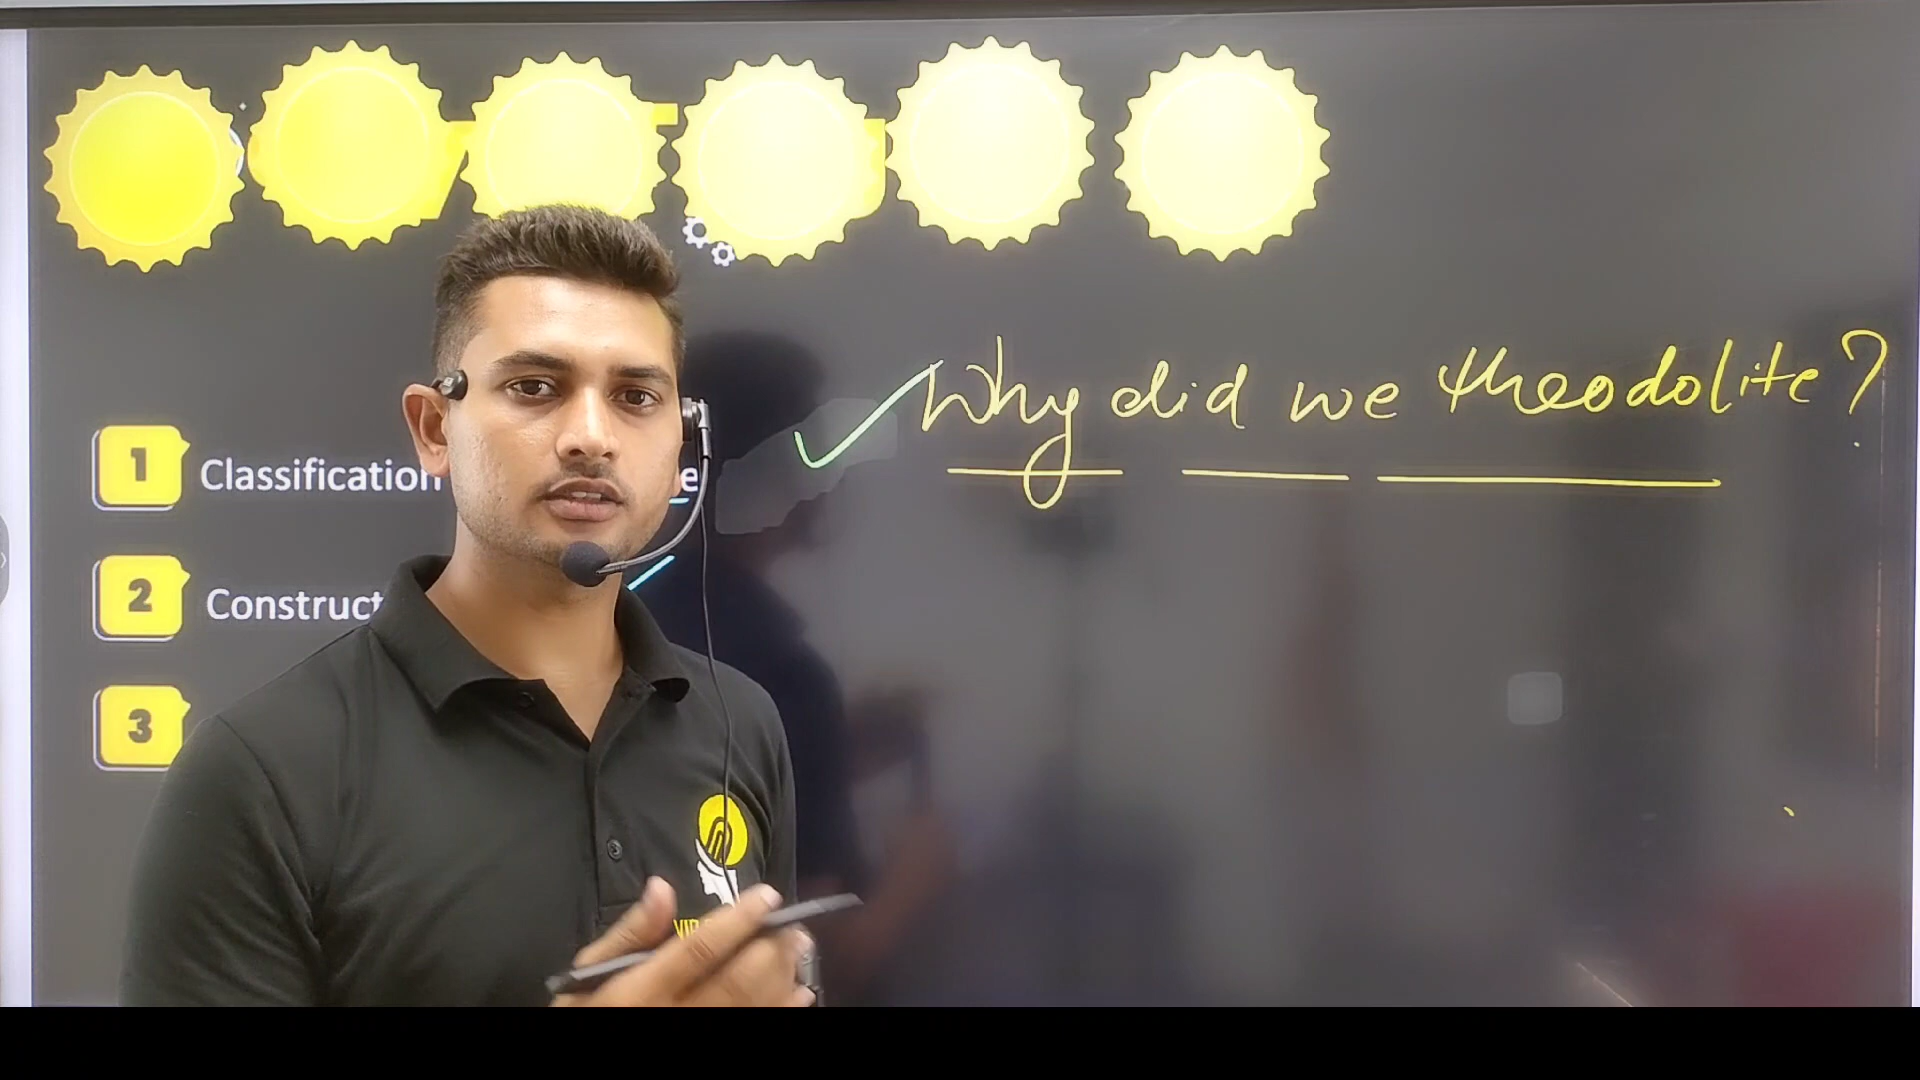 Why did we theodolite?
1 Classification
2 Construct
3